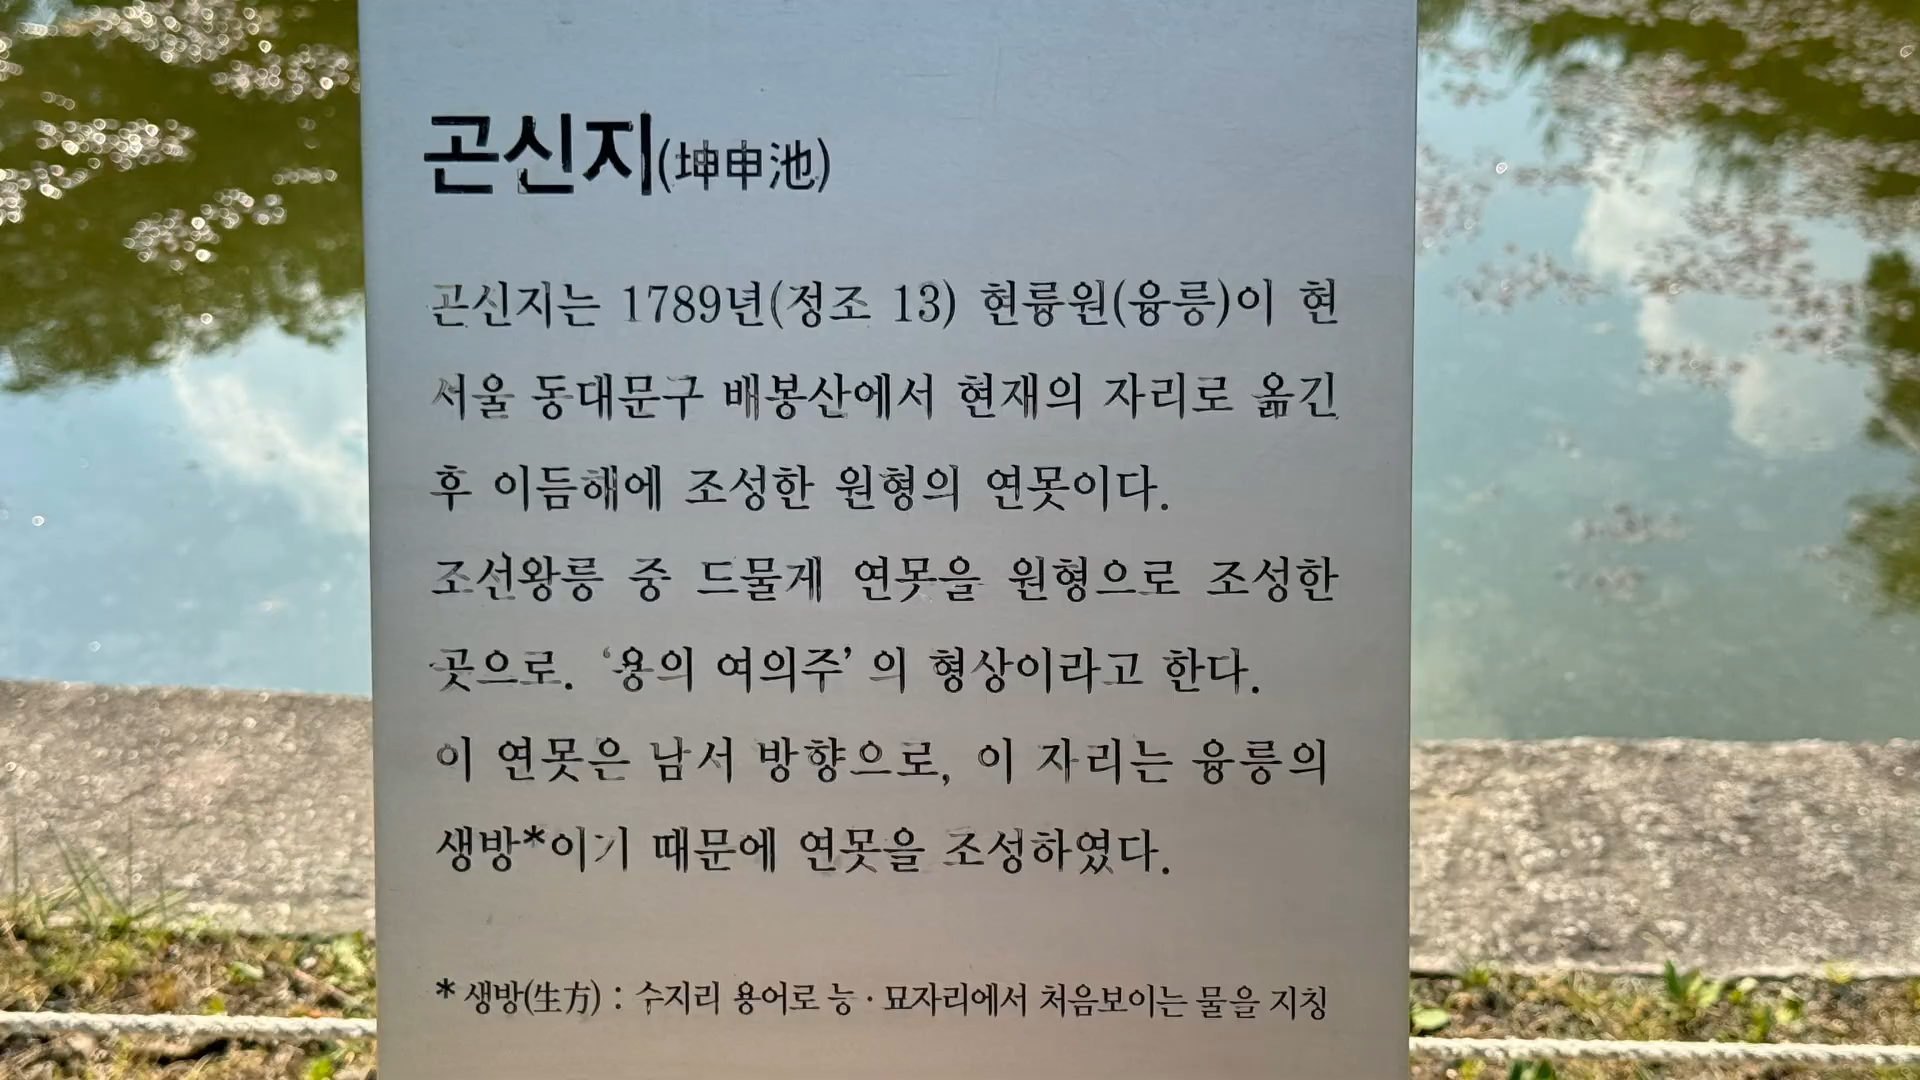 곤신지(坤申池)
곤신지는 1789년(정조 13) 현륭원(융릉)이 현
서울 동대문구 배봉산에서 현재의 자리로 옮긴
후 이듬해에 조성한 원형의 연못이다.
조선왕릉 중 드물게 연못을 원형으로 조성한
곳으로. ‘용의 여의주’의 형상이라고 한다.
이 연못은 남서 방향으로, 이 자리는 융릉의
생방*이기 때문에 연못을 조성하였다.
* 생방(生方) : 수지리 용어로 능 · 묘자리에서 처음보이는 물을 지칭